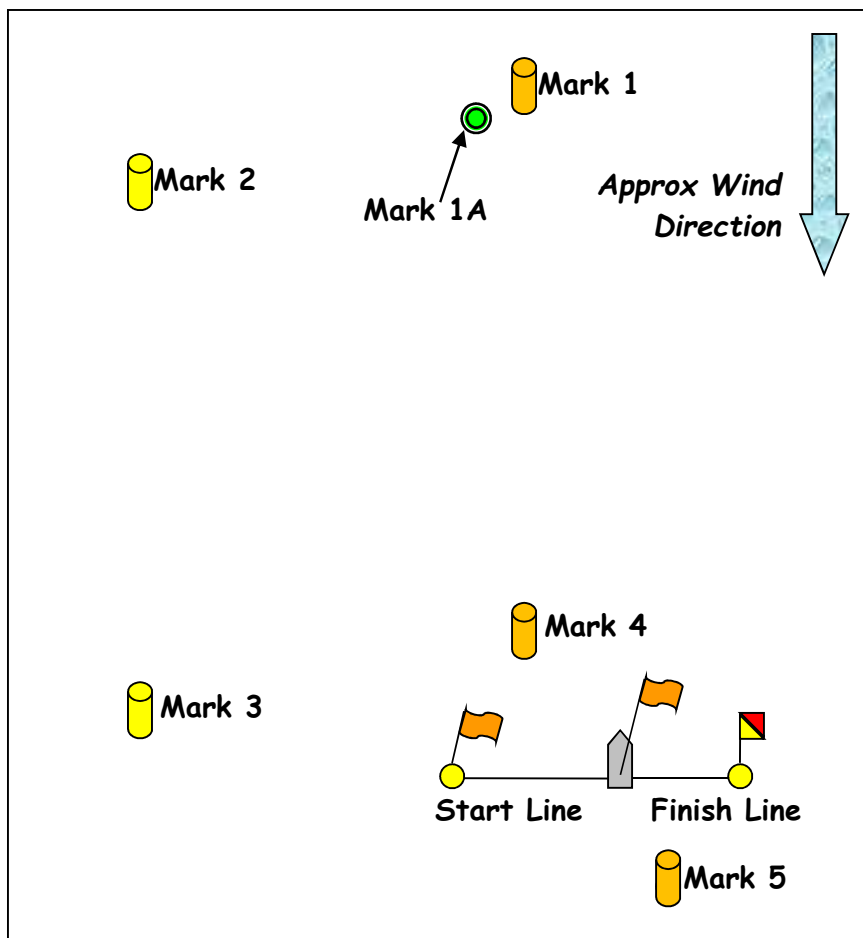 Mark 1
Mark 2
Mark 1A
Approx Wind
Direction
Mark 4
Mark 3
Start Line
Finish Line
Mark 5